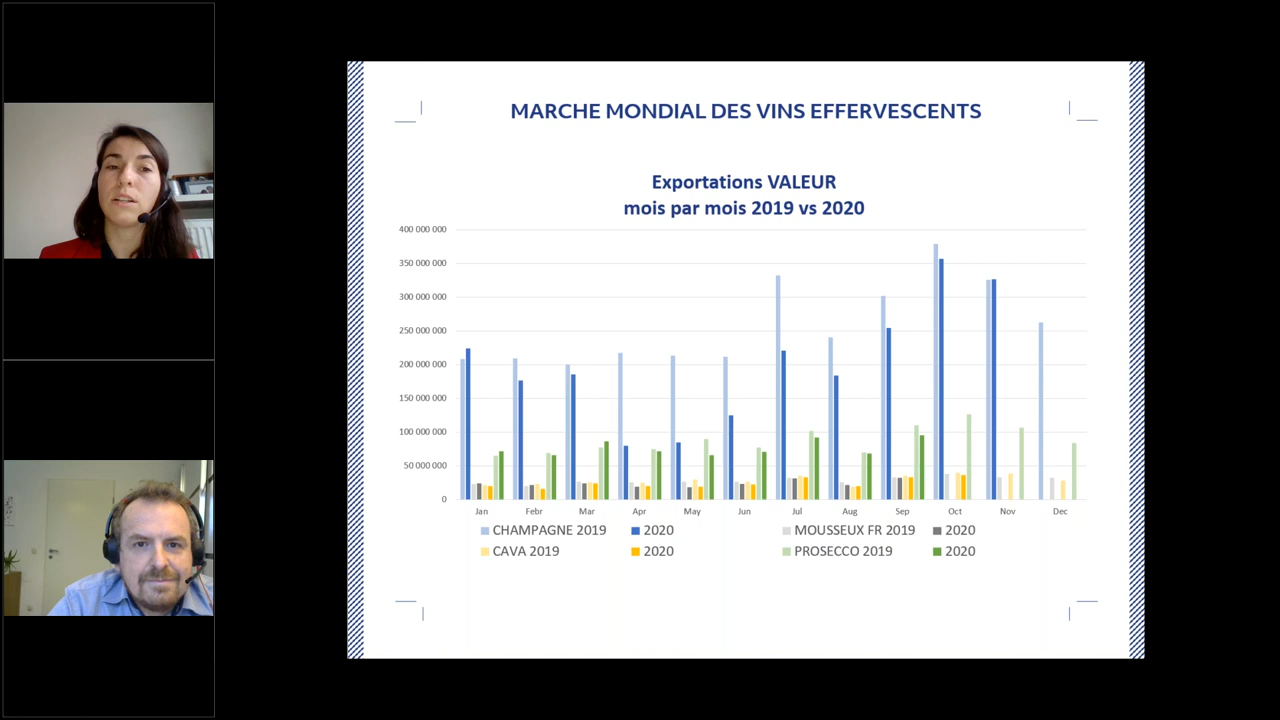 MARCHE MONDIAL DES VINS EFFERVESCENTS
Exportations VALEUR
mois par mois 2019 vs 2020
400 000 000
350 000 000
300 000 000
250 000 000
200 000 000
150 000 000
100 000 000
50 000 000
0
Jan Febr Mar Apr May Jun Jul Aug Sep Oct Nov Dec
CHAMPAGNE 2019 2020 MOUSSEUX FR 2019 2020
CAVA 2019 2020 PROSECCO 2019 2020